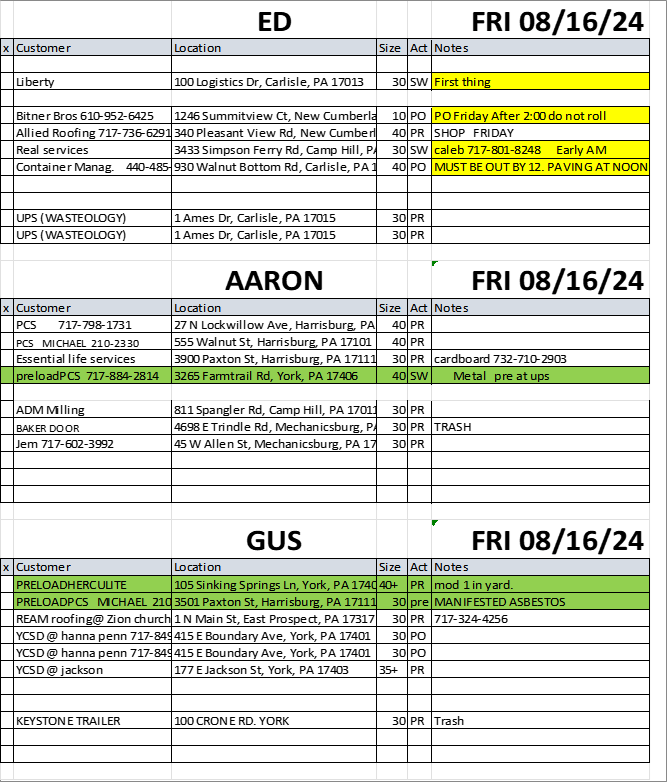 ED FRI 08/16/24
x Customer Location Size Act Notes
Liberty 100 Logistics Dr, Carlisle, PA 17013 30 SW First thing
Bitner Bros 610-952-6425 1246 Summitview Ct, New Cumberla 10 PO PO Friday After 2:00 do not roll
Allied Roofing 717-736-6291 340 Pleasant View Rd, New Cumberl 40 PR SHOP FRIDAY
Real services 3433 Simpson Ferry Rd, Camp Hill, PA 30 SW caleb 717-801-8248 Early AM
Container Manag. 440-485- 930 Walnut Bottom Rd, Carlisle, PA 1 40 PO MUST BE OUT BY 12. PAVING AT NOON
UPS (WASTEOLOGY) 1 Ames Dr, Carlisle, PA 17015 30 PR
UPS (WASTEOLOGY) 1 Ames Dr, Carlisle, PA 17015 30 PR
AARON FRI 08/16/24
x Customer Location Size Act Notes
PCS 717-798-1731 27 N Lockwillow Ave, Harrisburg, PA 40 PR
PCS MICHAEL 210-2330 555 Walnut St, Harrisburg, PA 17101 40 PR
Essential life services 3900 Paxton St, Harrisburg, PA 17111 30 PR cardboard 732-710-2903
preloadPCS 717-884-2814 3265 Farmtrail Rd, York, PA 17406 40 SW Metal pre at ups
ADM Milling 811 Spangler Rd, Camp Hill, PA 17011 30 PR
BAKER DOOR 4698 E Trindle Rd, Mechanicsburg, PA 30 PR TRASH
Jem 717-602-3992 45 W Allen St, Mechanicsburg, PA 17 30 PR
GUS FRI 08/16/24
x Customer Location Size Act Notes
PRELOADHERCULITE 105 Sinking Springs Ln, York, PA 1740 40+ PR mod 1 in yard.
PRELOADPCS MICHAEL 210 3501 Paxton St, Harrisburg, PA 17111 30 pre MANIFESTED ASBESTOS
REAM roofing@ Zion church 1 N Main St, East Prospect, PA 17317 30 PR 717-324-4256
YCSD @ hanna penn 717-849 415 E Boundary Ave, York, PA 17401 30 PO
YCSD @ hanna penn 717-849 415 E Boundary Ave, York, PA 17401 30 PO
YCSD @ jackson 177 E Jackson St, York, PA 17403 35+ PR
KEYSTONE TRAILER 100 CRONE RD. YORK 30 PR Trash